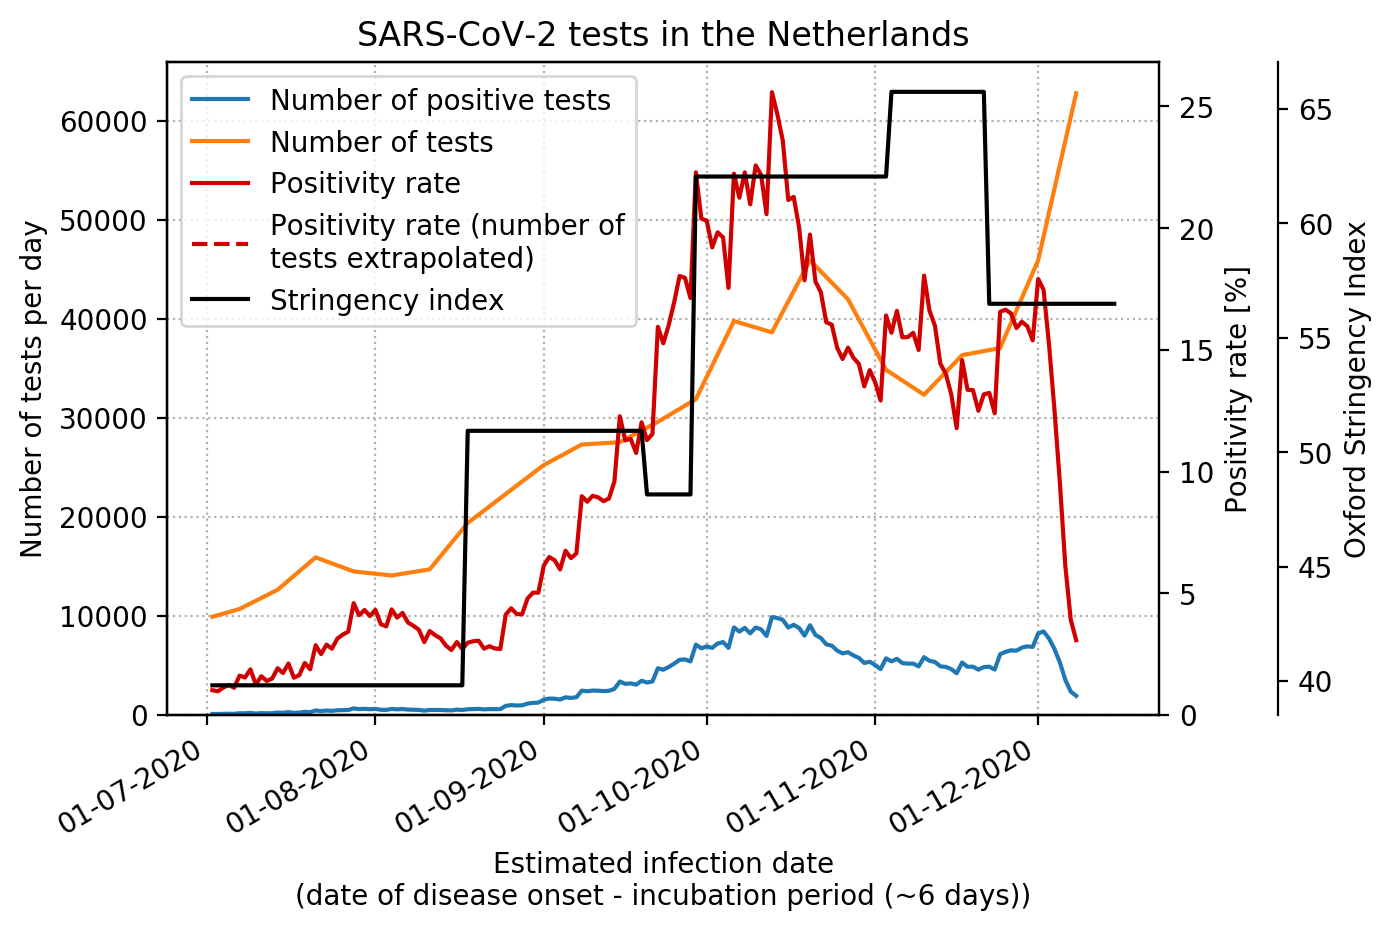 SARS-CoV-2 tests in the Netherlands
Number of positive tests
Number of tests
Positivity rate
Positivity rate (number of
tests extrapolated)
Stringency index
Number of tests per day
60000
50000
40000
30000
20000
10000
0
25
20
15
10
5
0
Positivity rate [%]
65
60
55
50
45
40
Oxford Stringency Index
01-07-2020
01-08-2020
01-09-2020
01-10-2020
01-11-2020
01-12-2020
Estimated infection date
(date of disease onset - incubation period (~6 days))